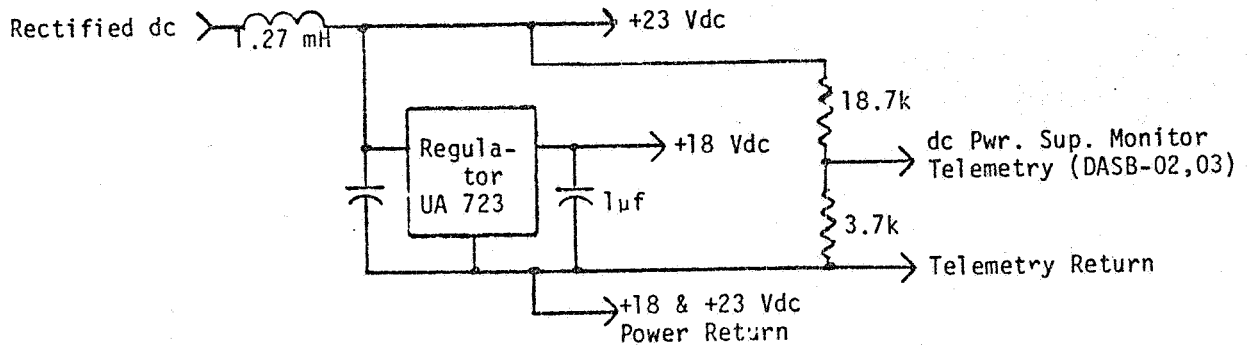 Rectified dc
1.27 mH
+23 Vdc
18.7k
Regula-
tor
UA 723
+18 Vdc
dc Pwr. Sup. Monitor
Telemetry (DASB-02,03)
1µf
3.7k
Telemetry Return
+18 & +23 Vdc
Power Return